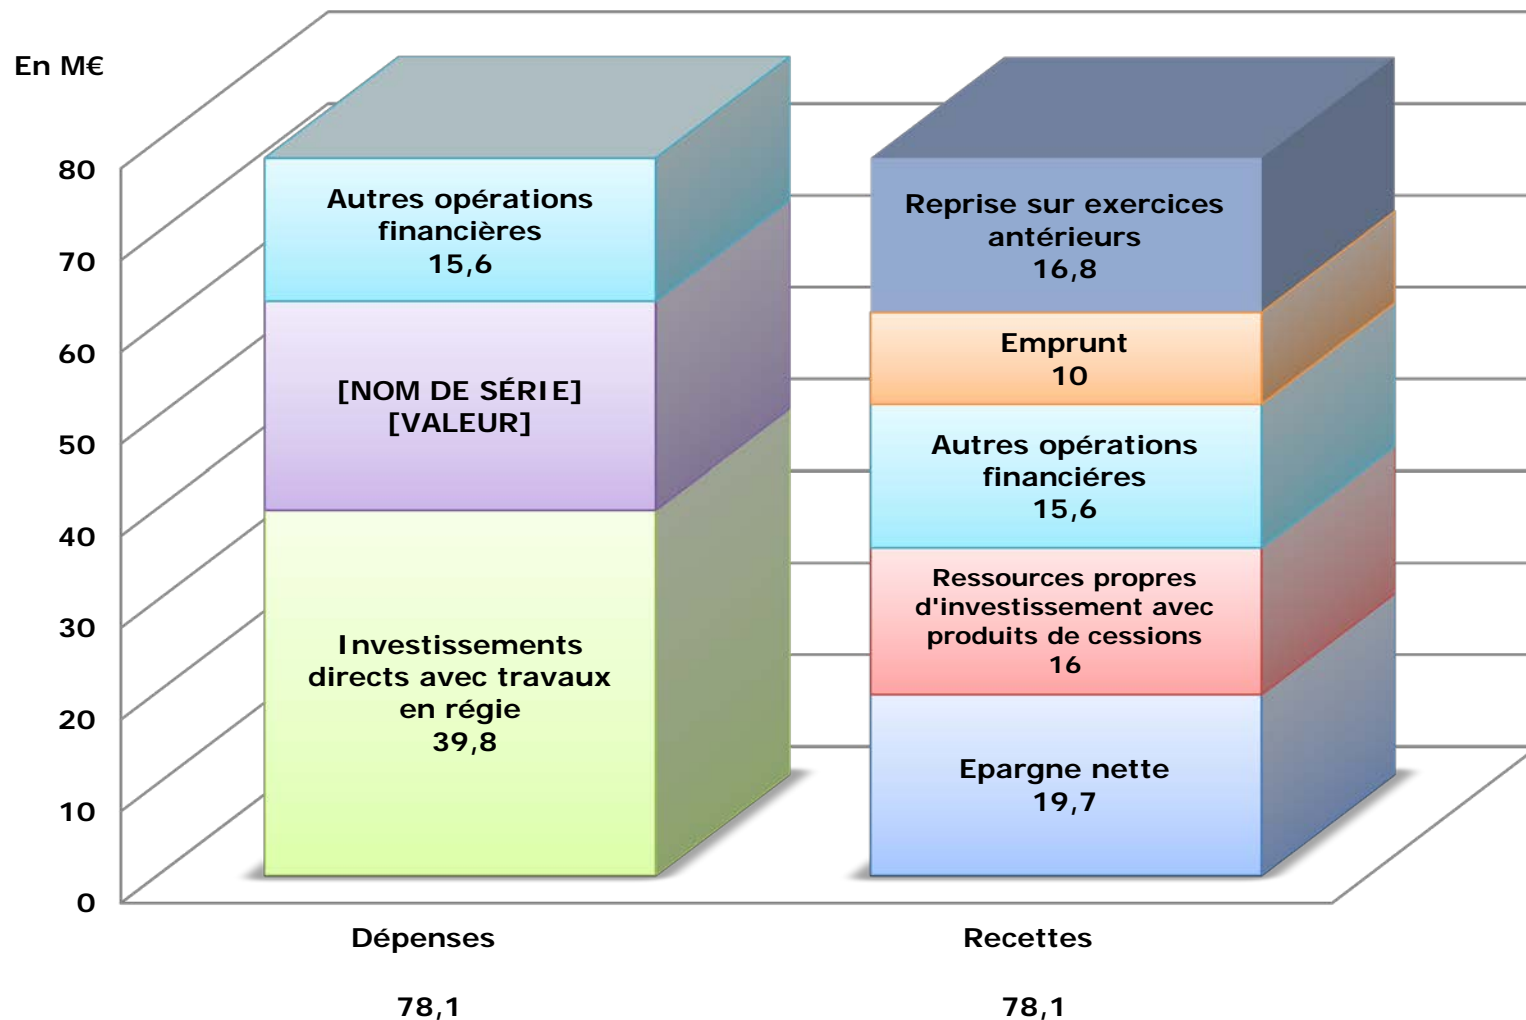 En M€
80
70
60
50
40
30
20
10
0
Autres opérations
financières
15,6
[NOM DE SÉRIE]
[VALEUR]
Investissements
directs avec travaux
en régie
39,8
Reprise sur exercices
antérieurs
16,8
Emprunt
10
Autres opérations
financiéres
15,6
Ressources propres
d'investissement avec
produits de cessions
16
Epargne nette
19,7
Dépenses
Recettes
78,1
78,1